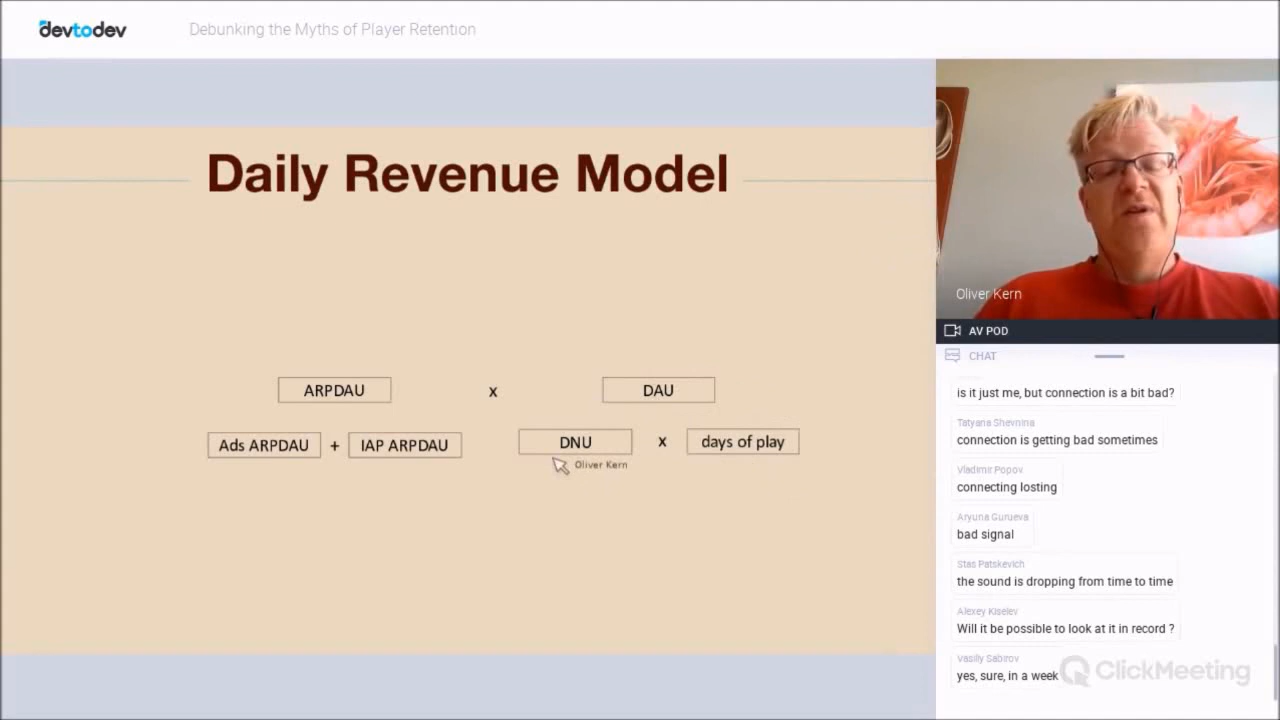 devtodev
Debunking the Myths of Player Retention
Daily Revenue Model
ARPDAU x DAU
Ads ARPDAU + IAP ARPDAU DNU x days of play
Oliver Kern
Oliver Kern
AV POD
CHAT
is it just me, but connection is a bit bad?
Tatyana Shevnina
connection is getting bad sometimes
Vladimir Popov
connecting losting
Aryuna Gurueva
bad signal
Stas Patskevich
the sound is dropping from time to time
Alexey Kiselev
Will it be possible to look at it in record ?
Vasiliy Sabirov
yes, sure, in a week
ClickMeeting